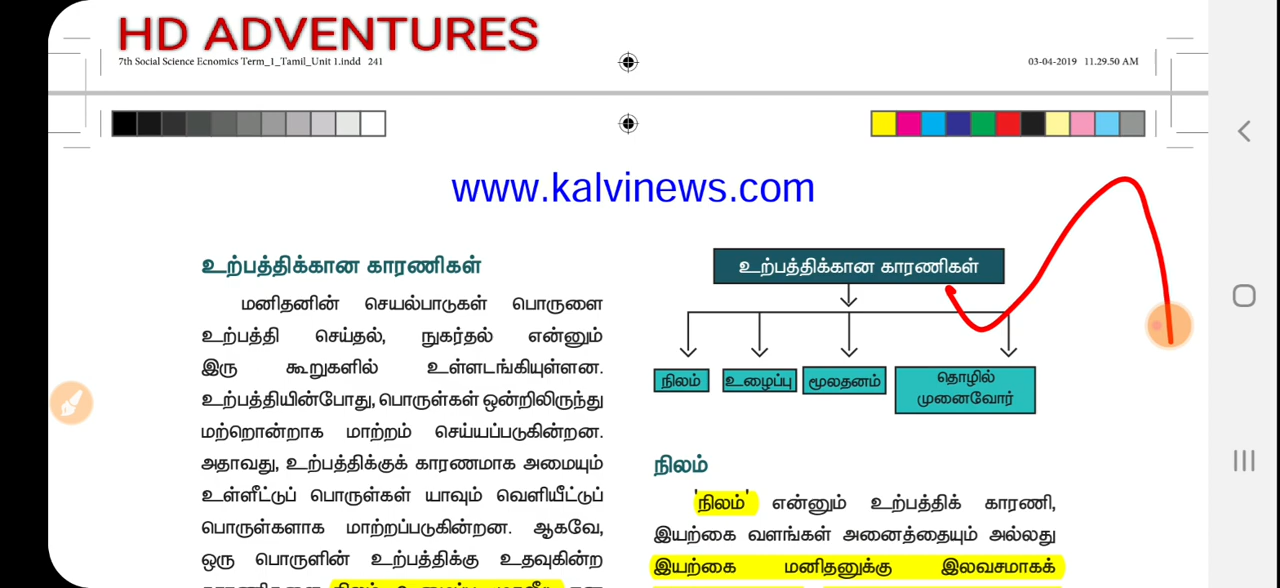 HD ADVENTURES
7th Social Science Ecnomics Term_1_Tamil_Unit 1.indd 241
03-04-2019 11.29.50 AM
www.kalvinews.com
உற்பத்திக்கான காரணிகள்
மனிதனின் செயல்பாடுகள் பொருளை
உற்பத்தி செய்தல், நுகர்தல் என்னும்
இரு கூறுகளில் உள்ளடங்கியுள்ளன.
உற்பத்தியின்போது, பொருள்கள் ஒன்றிலிருந்து
மற்றொன்றாக மாற்றம் செய்யப்படுகின்றன.
அதாவது, உற்பத்திக்குக் காரணமாக அமையும்
உள்ளீட்டுப் பொருள்கள் யாவும் வெளியீட்டுப்
பொருள்களாக மாற்றப்படுகின்றன. ஆகவே,
ஒரு பொருளின் உற்பத்திக்கு உதவுகின்ற
உற்பத்திக்கான காரணிகள்
நிலம்
உழைப்பு
மூலதனம்
தொழில்
முனைவோர்
நிலம்
'நிலம்' என்னும் உற்பத்திக் காரணி,
இயற்கை வளங்கள் அனைத்தையும் அல்லது
இயற்கை மனிதனுக்கு இலவசமாகக்